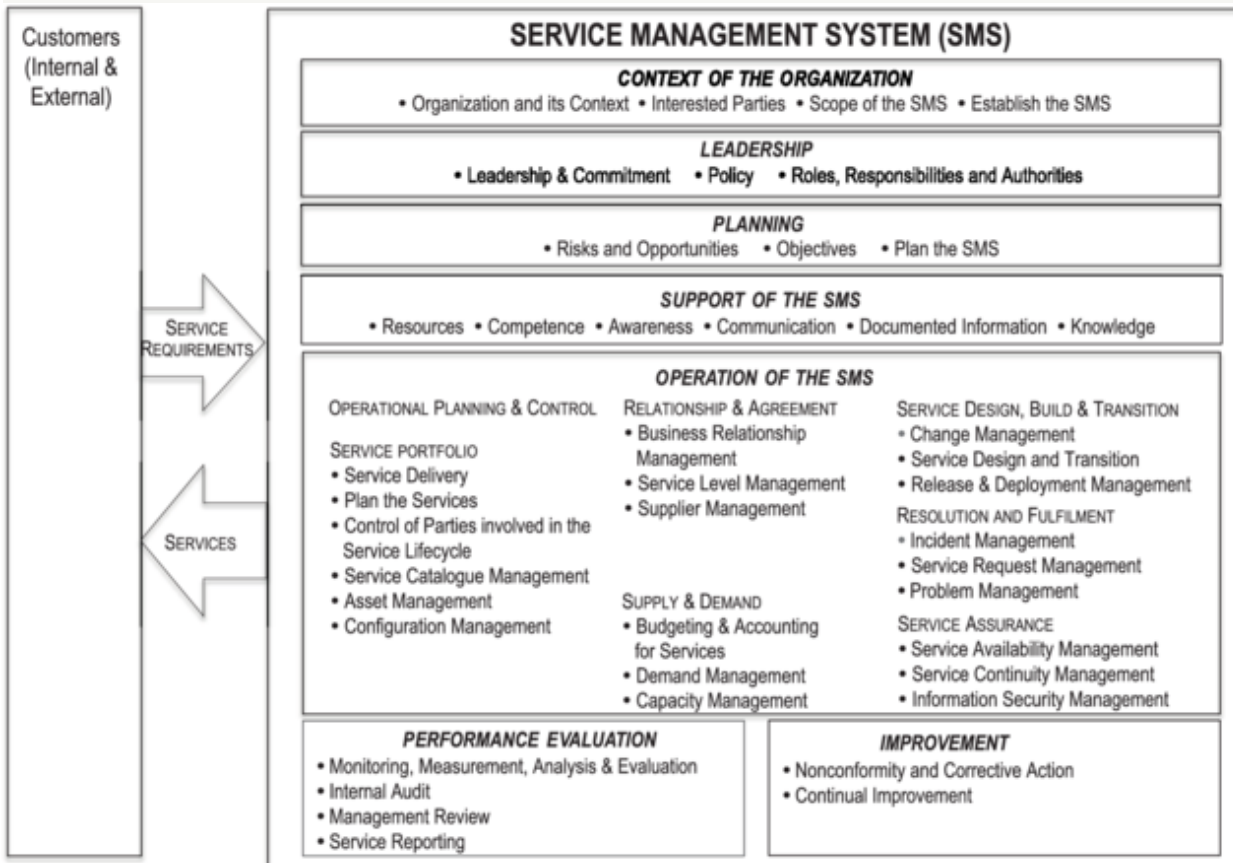 Customers
(Internal &
External)
SERVICE
REQUIREMENTS
SERVICES
SERVICE MANAGEMENT SYSTEM (SMS)
CONTEXT OF THE ORGANIZATION
• Organization and its Context • Interested Parties • Scope of the SMS • Establish the SMS
LEADERSHIP
• Leadership & Commitment • Policy • Roles, Responsibilities and Authorities
PLANNING
• Risks and Opportunities • Objectives • Plan the SMS
SUPPORT OF THE SMS
• Resources • Competence • Awareness • Communication • Documented Information • Knowledge
OPERATION OF THE SMS
OPERATIONAL PLANNING & CONTROL
SERVICE PORTFOLIO
• Service Delivery
• Plan the Services
• Control of Parties involved in the
Service Lifecycle
• Service Catalogue Management
• Asset Management
• Configuration Management
RELATIONSHIP & AGREEMENT
• Business Relationship
Management
• Service Level Management
• Supplier Management
SUPPLY & DEMAND
• Budgeting & Accounting
for Services
• Demand Management
• Capacity Management
SERVICE DESIGN, BUILD & TRANSITION
• Change Management
• Service Design and Transition
• Release & Deployment Management
RESOLUTION AND FULFILMENT
• Incident Management
• Service Request Management
• Problem Management
SERVICE ASSURANCE
• Service Availability Management
• Service Continuity Management
• Information Security Management
PERFORMANCE EVALUATION
• Monitoring, Measurement, Analysis & Evaluation
• Internal Audit
• Management Review
• Service Reporting
IMPROVEMENT
• Nonconformity and Corrective Action
• Continual Improvement